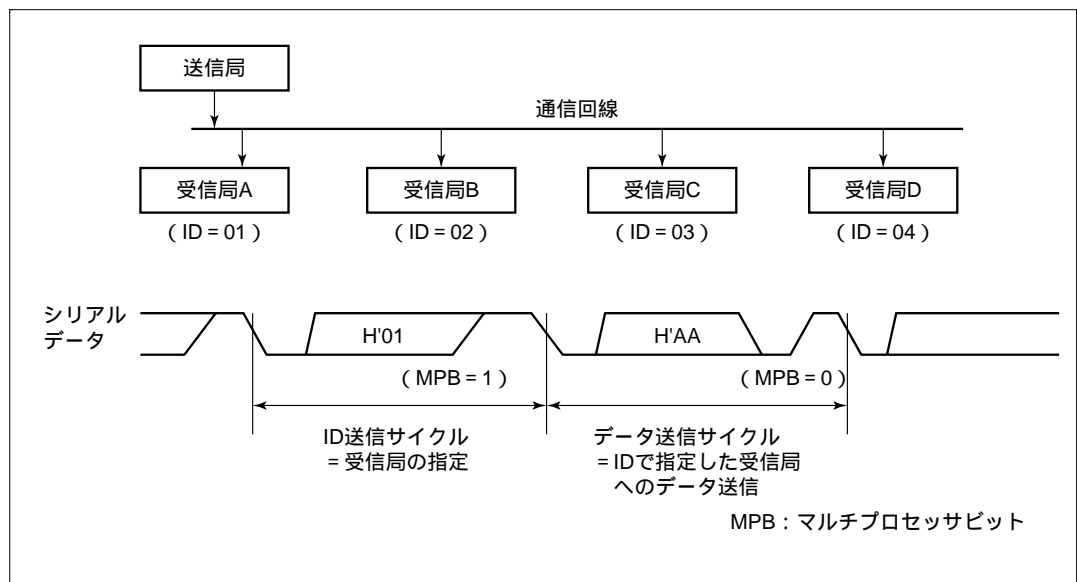 送信局
通信回線
受信局A
受信局B
受信局C
受信局D
(ID=01)
(ID=02)
(ID=03)
(ID=04)
シリアル
データ
H'01
H'AA
(MPB=1)
(MPB=0)
ID送信サイクル
=受信局の指定
データ送信サイクル
=IDで指定した受信局
へのデータ送信
MPB:マルチプロセッサビット